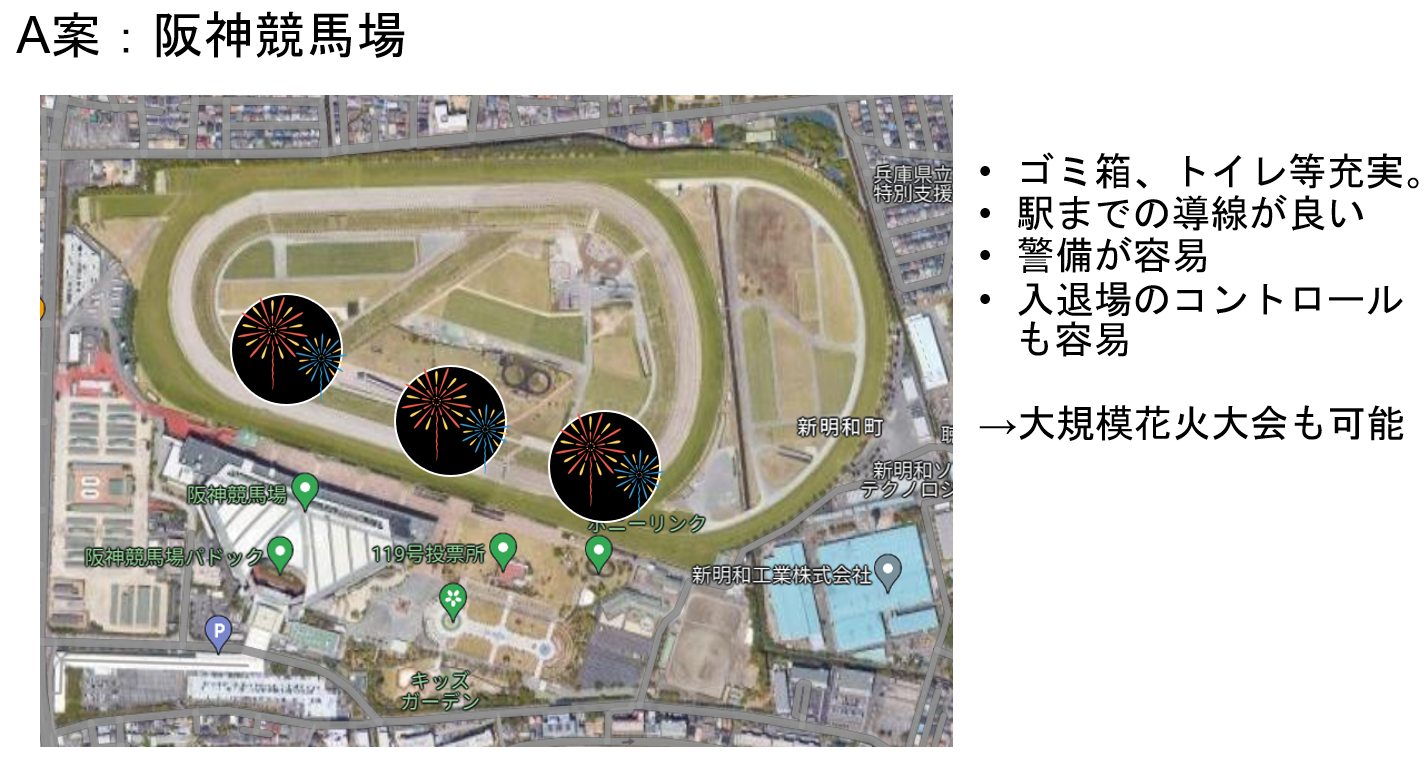 A案：阪神競馬場
兵庫県立
特別支援
新明和町
聴
新明和ソ
テクノロジ
阪神競馬場
ポニーリンク
阪神競馬場パドック
119号投票所
新明和工業株式会社
P
キッズ
ガーデン
• ゴミ箱、トイレ等充実。
• 駅までの導線が良い
• 警備が容易
• 入退場のコントロール
も容易
→大規模花火大会も可能